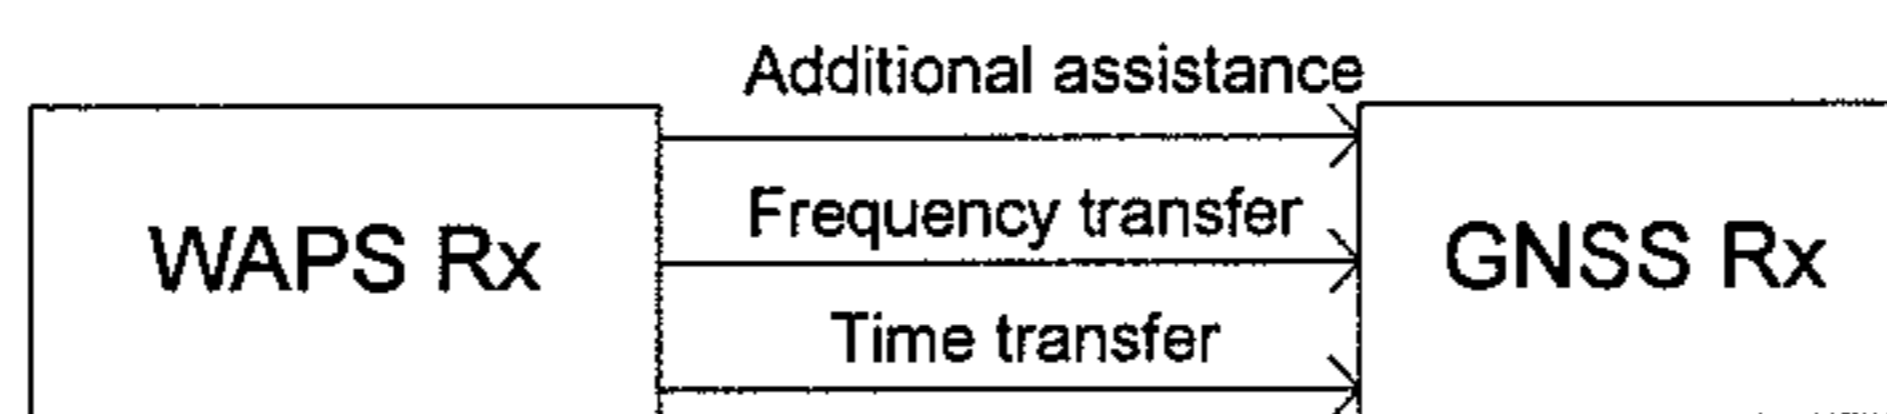 Additional assistance
Frequency transfer
WAPS Rx
GNSS Rx
Time transfer